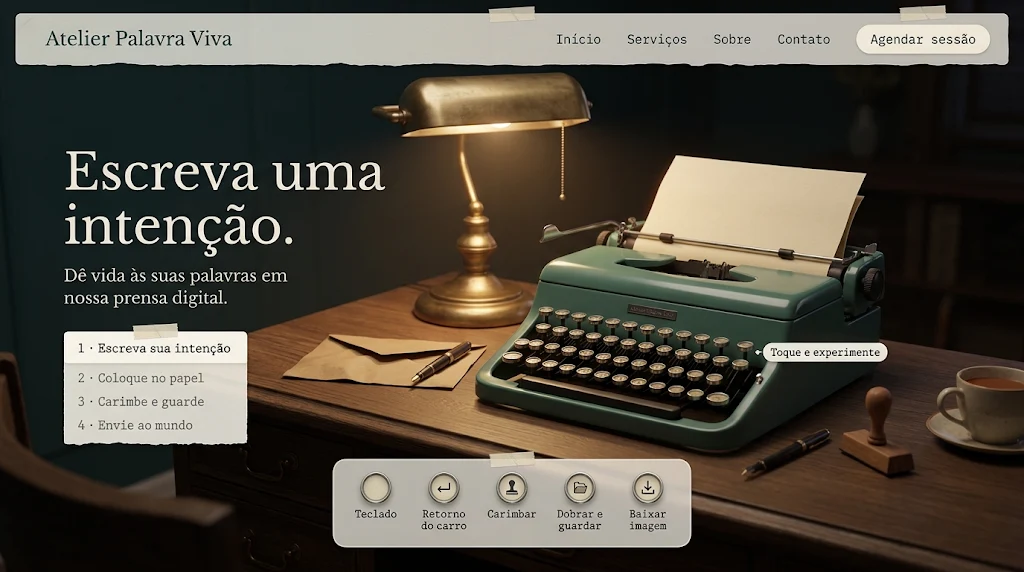 Atelier Palavra Viva
Início
Serviços
Sobre
Contato
Agendar sessão
Escreva uma
intenção.
Dê vida às suas palavras em
nossa prensa digital.
1 · Escreva sua intenção
2 · Coloque no papel
3 · Carimbe e guarde
4 · Envie ao mundo
Toque e experimente
Teclado
Retorno
do carro
Carimbar
Dobrar e
guardar
Baixar
imagem